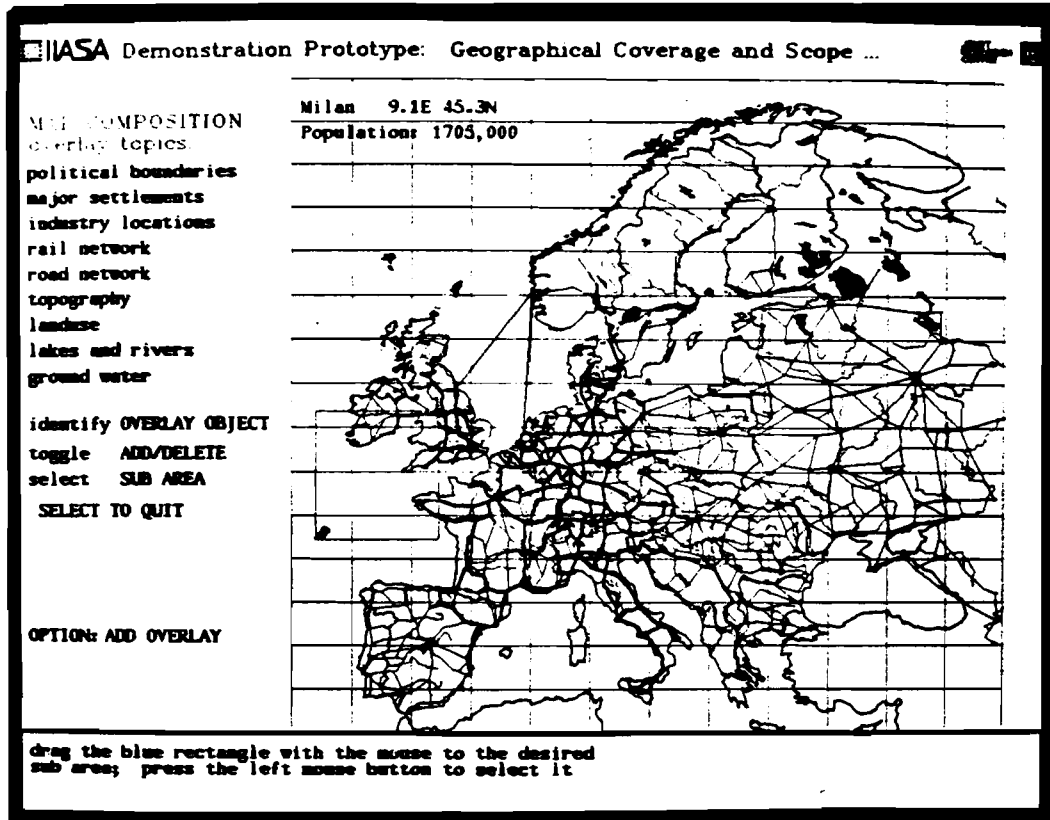 IIASA Demonstration Prototype: Geographical Coverage and Scope ...
Milan 9.1E 45.3N
Population: 1705,000
MAP COMPOSITION
overlay topics
political boundaries
major settlements
industry locations
rail network
road network
topography
landuse
lakes and rivers
ground water
identify OVERLAY OBJECT
toggle ADD/DELETE
select SUB AREA
SELECT TO QUIT
OPTION: ADD OVERLAY
drag the blue rectangle with the mouse to the desired
sub area; press the left mouse button to select it